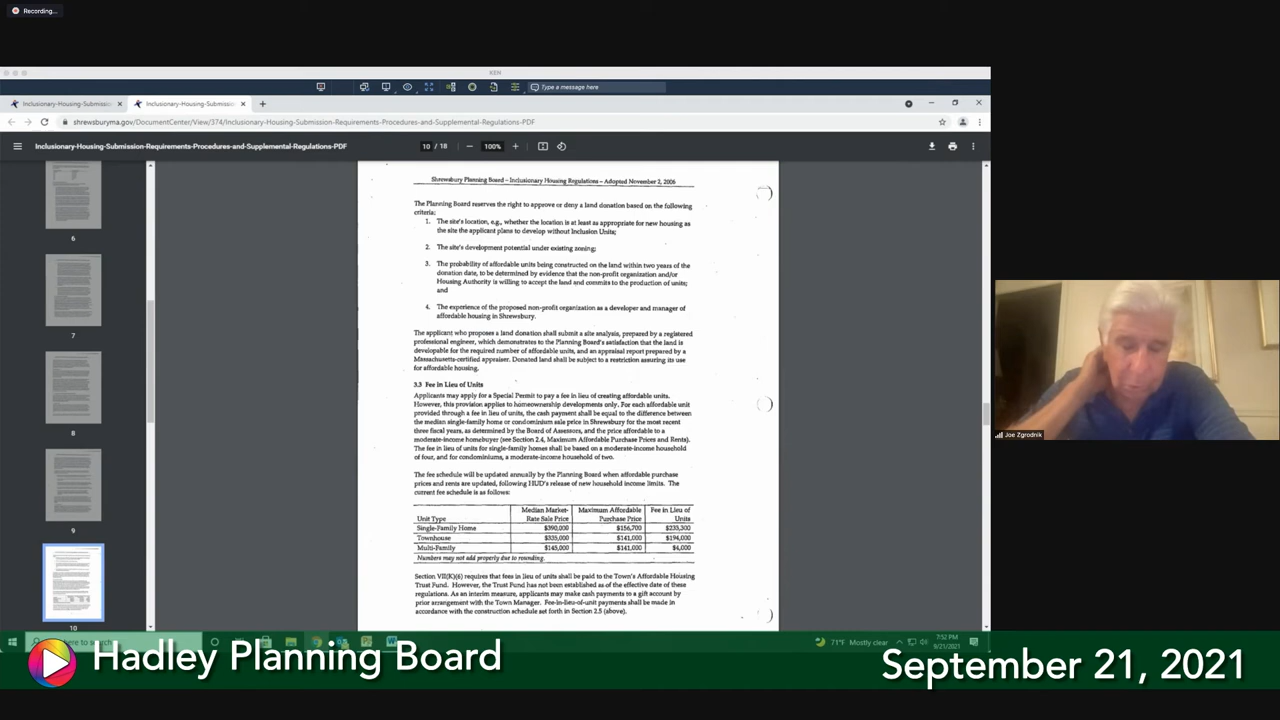 Recording...
KEN
Type a message here
Inclusionary-Housing-Submissio
Inclusionary-Housing-Submissio
shrewsburyma.gov/DocumentCenter/View/374/Inclusionary-Housing-Submission-Requirements-Procedures-and-Supplemental-Regulations-PDF
Inclusionary-Housing-Submission-Requirements-Procedures-and-Supplemental-Regulations-PDF
10 / 18
100%
6
7
8
9
10
Shrewsbury Planning Board – Inclusionary Housing Regulations – Adopted November 2, 2006
The Planning Board reserves the right to approve or deny a land donation based on the following
criteria:
1. The site's location, e.g., whether the location is at least as appropriate for new housing as
the site the applicant plans to develop without Inclusion Units;
2. The site's development potential under existing zoning;
3. The probability of affordable units being constructed on the land within two years of the
donation date, to be determined by evidence that the non-profit organization and/or
Housing Authority is willing to accept the land and commit to the production of units;
and
4. The experience of the proposed non-profit organization as a developer and manager of
affordable housing in Shrewsbury.
The applicant who proposes a land donation shall submit a site analysis, prepared by a registered
professional engineer, which demonstrates to the Planning Board's satisfaction that the land is
developable for the required number of affordable units, and an appraisal report prepared by a
Massachusetts-certified appraiser. Donated land shall be subject to a restriction assuring its use
for affordable housing.
3.3 Fee in Lieu of Units
Applicants may apply for a Special Permit to pay a fee in lieu of creating affordable units.
However, this provision applies to homeownership developments only. For each affordable unit
provided through a fee in lieu of units, the cash payment shall be equal to the difference between
the median single-family home or condominium sale price in Shrewsbury for the most recent
three fiscal years, as determined by the Board of Assessors, and the price affordable to a
moderate-income homebuyer (see Section 2.4, Maximum Affordable Purchase Prices and Rents).
The fee in lieu of units for single-family homes shall be based on a moderate-income household
of four, and for condominiums, a moderate-income household of two.
The fee schedule will be updated annually by the Planning Board when affordable purchase
prices and rents are updated, following HUD's release of new household income limits. The
current fee schedule is as follows:
Median Market- Maximum Affordable Fee in Lieu of
Unit Type Rate Sale Price Purchase Price Units
Single-Family Home $390,000 $156,700 $233,300
Townhouse $335,000 $141,000 $194,000
Multi-Family $145,000 $141,000 $4,000
Numbers may not add properly due to rounding.
Section VII(K)(6) requires that fees in lieu of units shall be paid to the Town's Affordable Housing
Trust Fund. However, the Trust Fund has not been established as of the effective date of these
regulations. As an interim measure, applicants may make cash payments to a gift account by
prior arrangement with the Town Manager. Fee-in-lieu-of-unit payments shall be made in
accordance with the construction schedule set forth in Section 2.5 (above).
Joe Zgrodnik
here to search
71°F Mostly clear
7:52 PM
9/21/2021
Hadley Planning Board
September 21, 2021